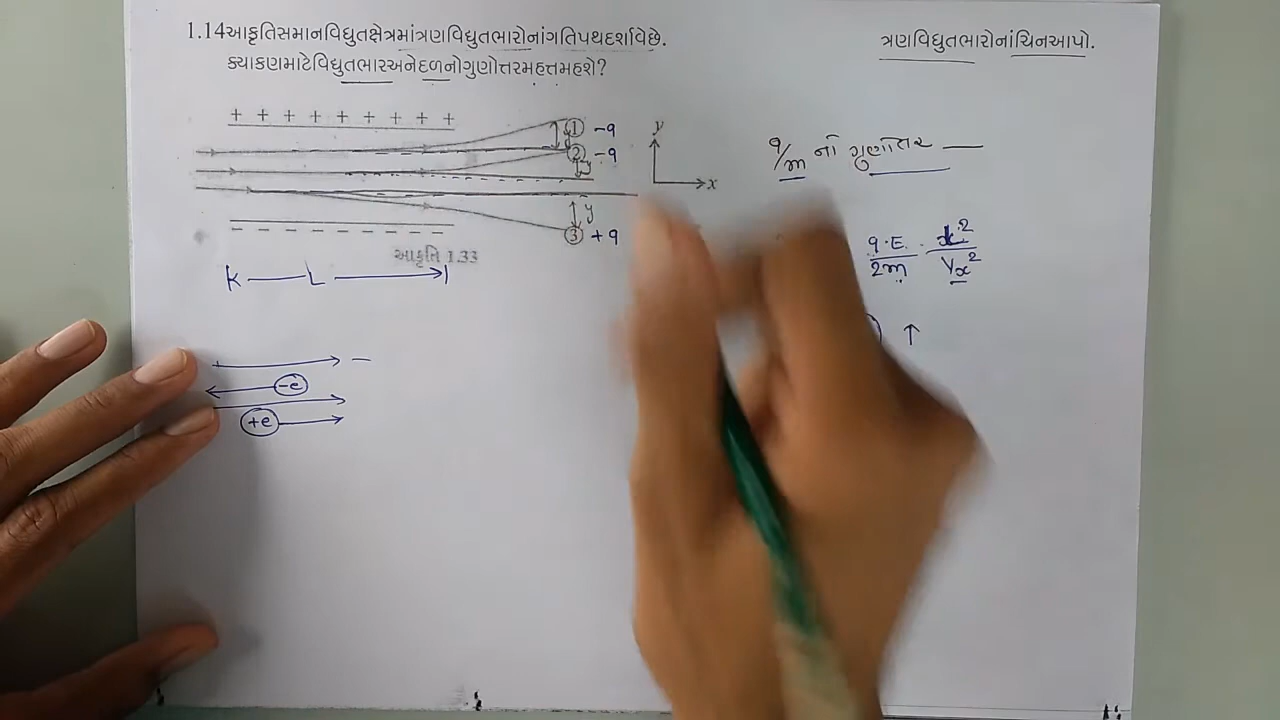 1.14આકૃતિસમાનવિદ્યુતક્ષેત્રમાંત્રણવિદ્યુતભારોનાંગતિપથદર્શાવેછે.
ત્રણવિદ્યુતભારોનાંચિનઆપો.
ક્યાકણમાટેવિદ્યુતભારઅનેદળનોગુણોત્તરમહત્તમહશે?
+ + + + + + + + +
① -q
② -q
y
③ +q
y
x
- - - - - - - - -
આકૃતિ 1.33
L
q/m નો ગુણોત્તર —
q·E/2m · x²/Vx²
↑
+ -
-e
+e